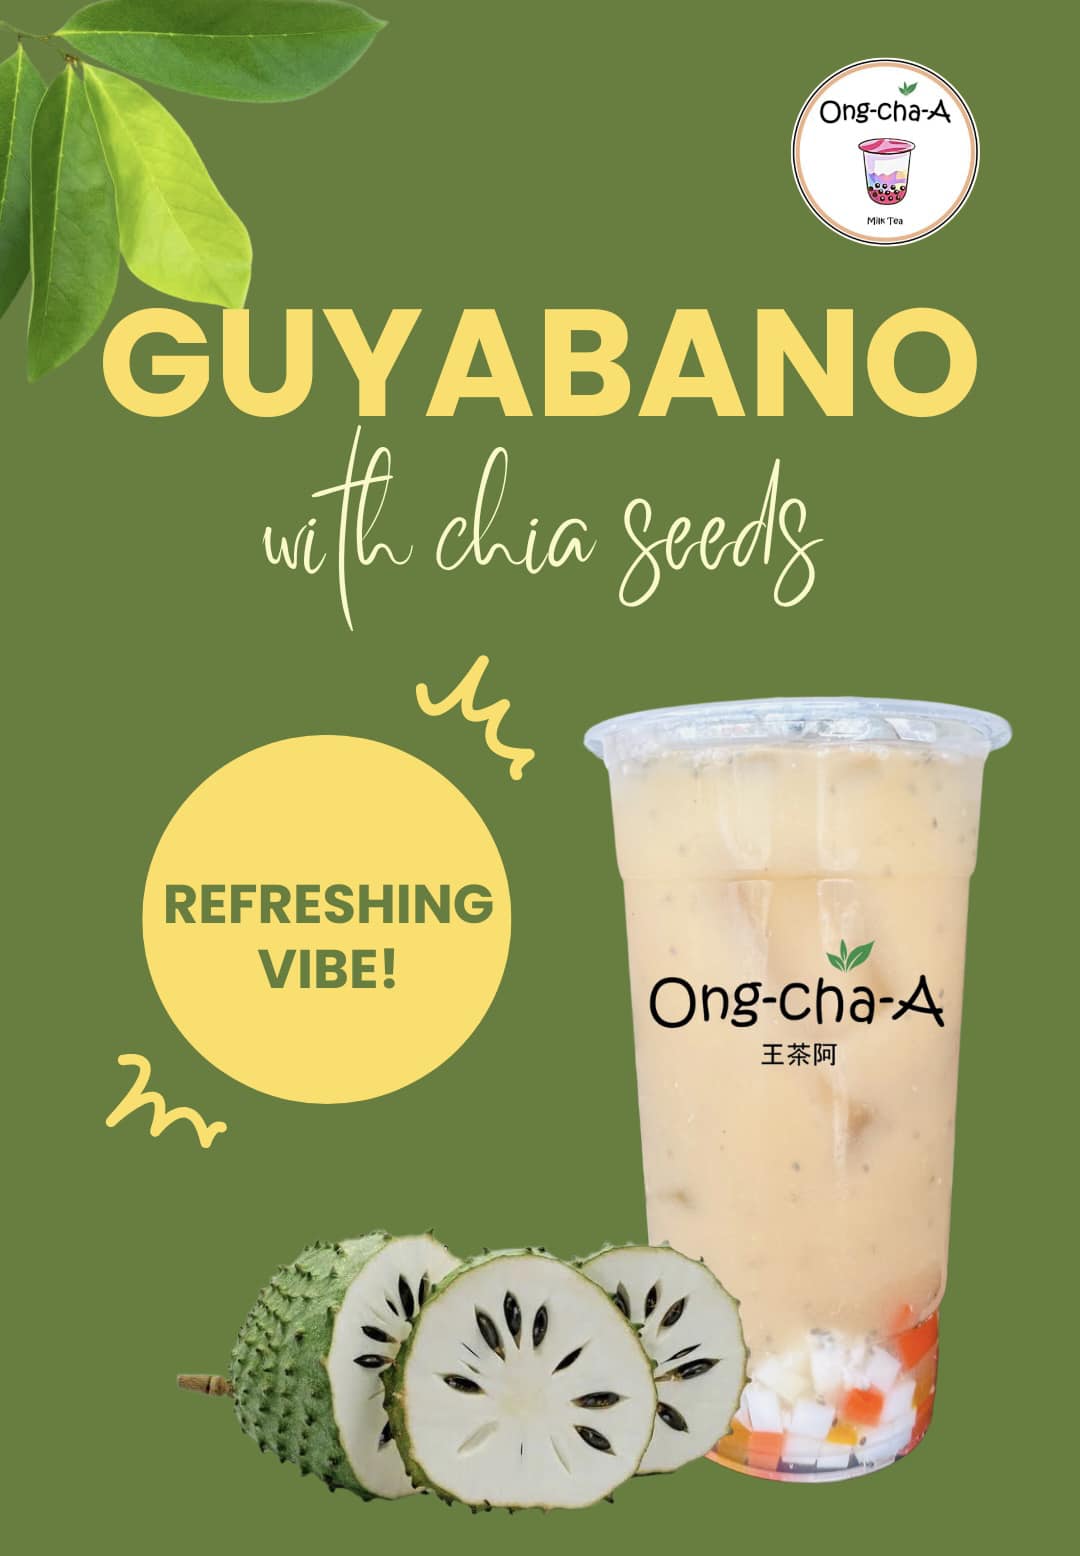 Ong-cha-A
Milk Tea
GUYABANO
with chia seeds
REFRESHING
VIBE!
Ong-cha-A
王茶阿